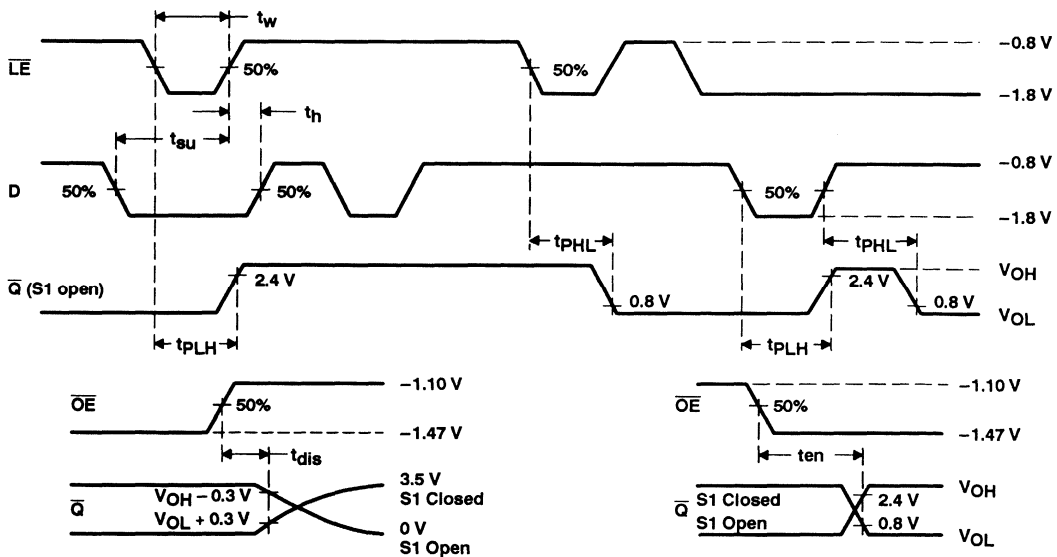 tw
−0.8 V
LE
50%
50%
−1.8 V
th
tsu
−0.8 V
D
50%
50%
50%
−1.8 V
tPHL
tPHL
VOH
Q (S1 open)
2.4 V
2.4 V
0.8 V
0.8 V
VOL
tPLH
tPLH
−1.10 V
OE
50%
−1.47 V
tdis
3.5 V
S1 Closed
VOH − 0.3 V
Q
VOL + 0.3 V
0 V
S1 Open
−1.10 V
OE
50%
−1.47 V
ten
VOH
S1 Closed
2.4 V
Q
S1 Open
0.8 V
VOL